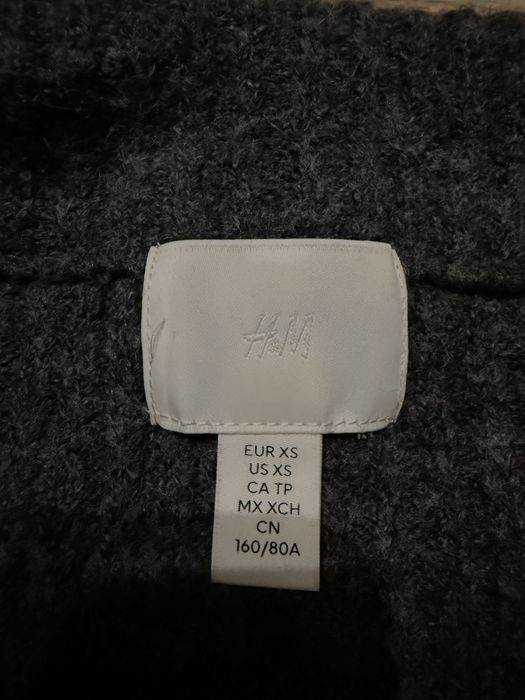 H&M
EUR XS
US XS
CA TP
MX XCH
CN
160/80A